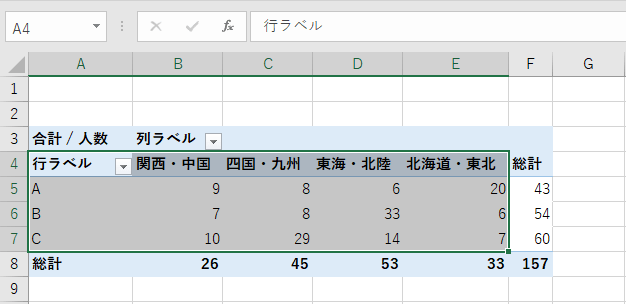 A4 fx 行ラベル
A B C D E F G
1
2
3 合計 / 人数 列ラベル
4 行ラベル 関西・中国 四国・九州 東海・北陸 北海道・東北 総計
5 A 9 8 6 20 43
6 B 7 8 33 6 54
7 C 10 29 14 7 60
8 総計 26 45 53 33 157
9